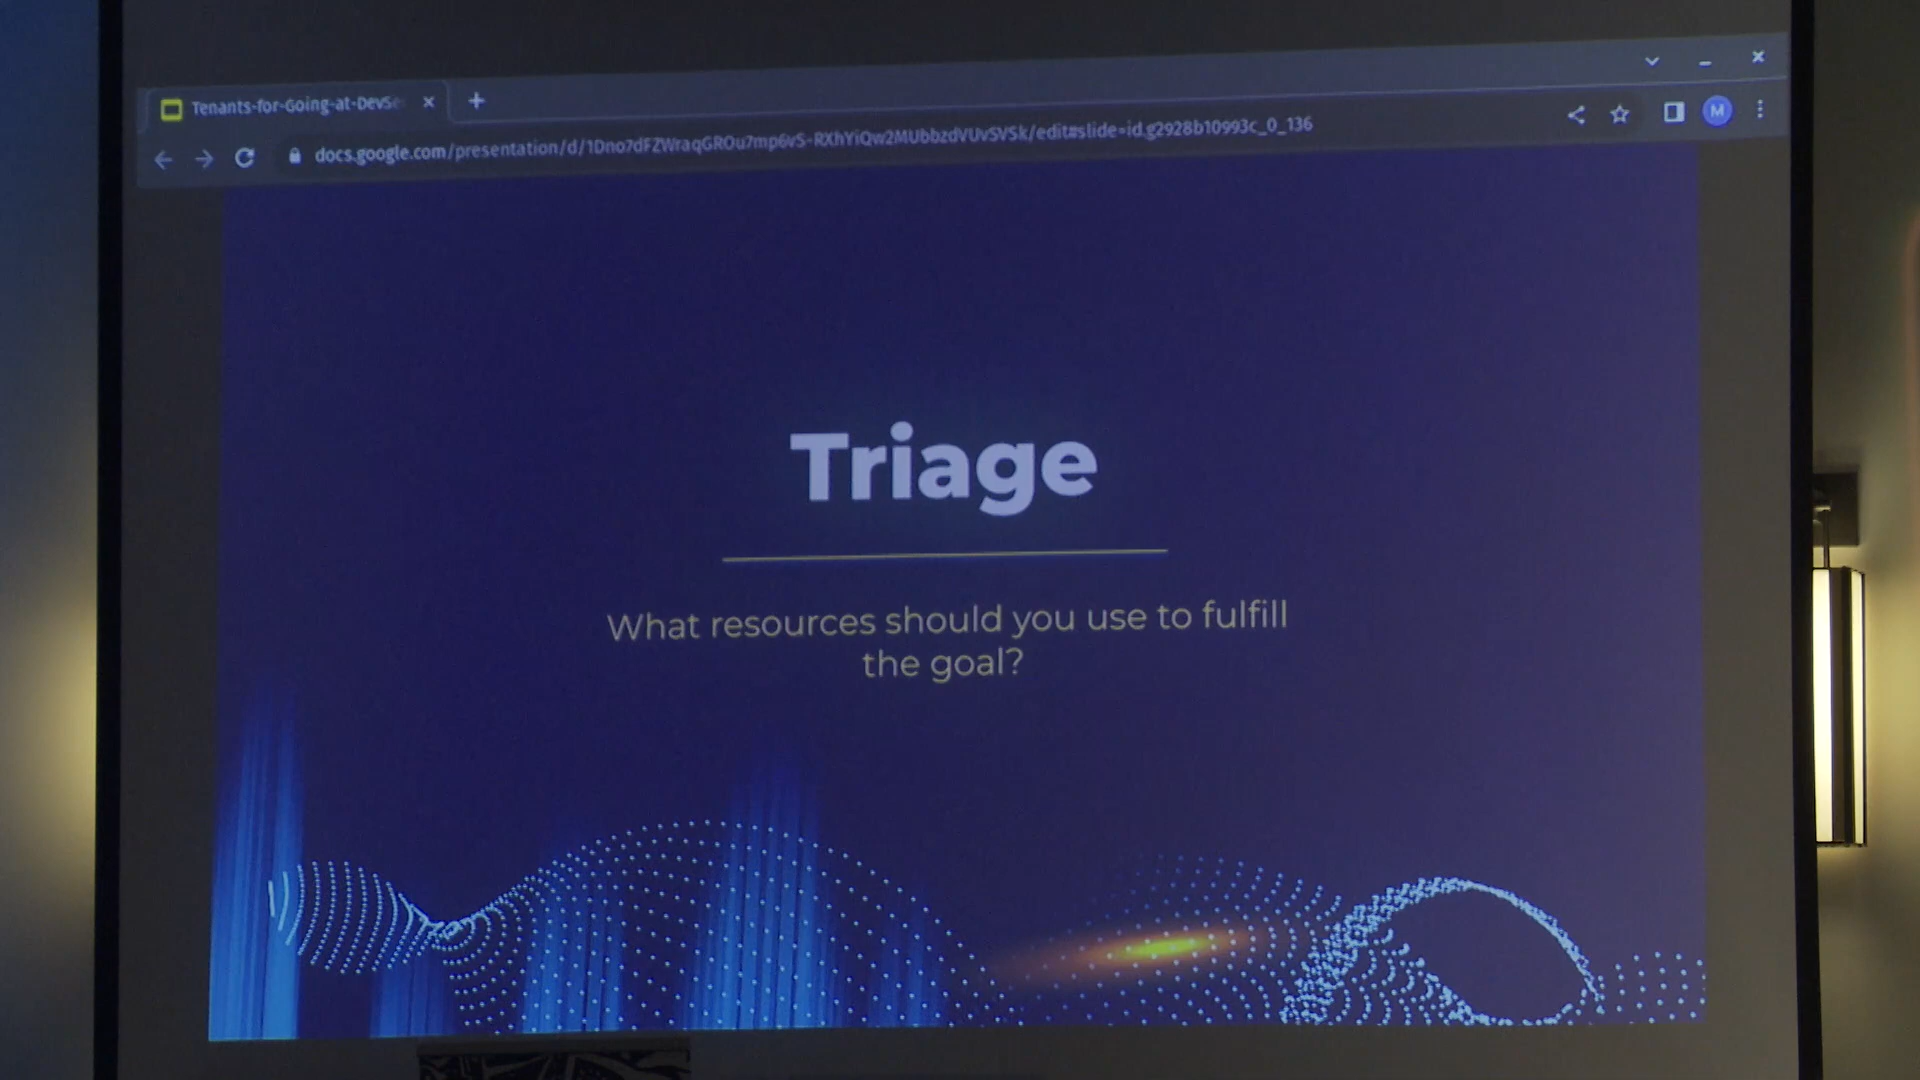 Tenants-for-Going-at-DevSe
docs.google.com/presentation/d/1Dno7dFZWraqGROu7mp6vS-RXhYiQw2MUbbzdVUvSVSk/edit#slide=id.g2928b10993c_0_136
M
Triage
What resources should you use to fulfill
the goal?